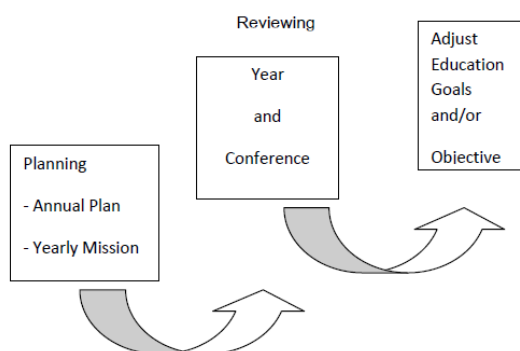 Reviewing
Planning
- Annual Plan
- Yearly Mission
Year
and
Conference
Adjust
Education
Goals
and/or
Objective